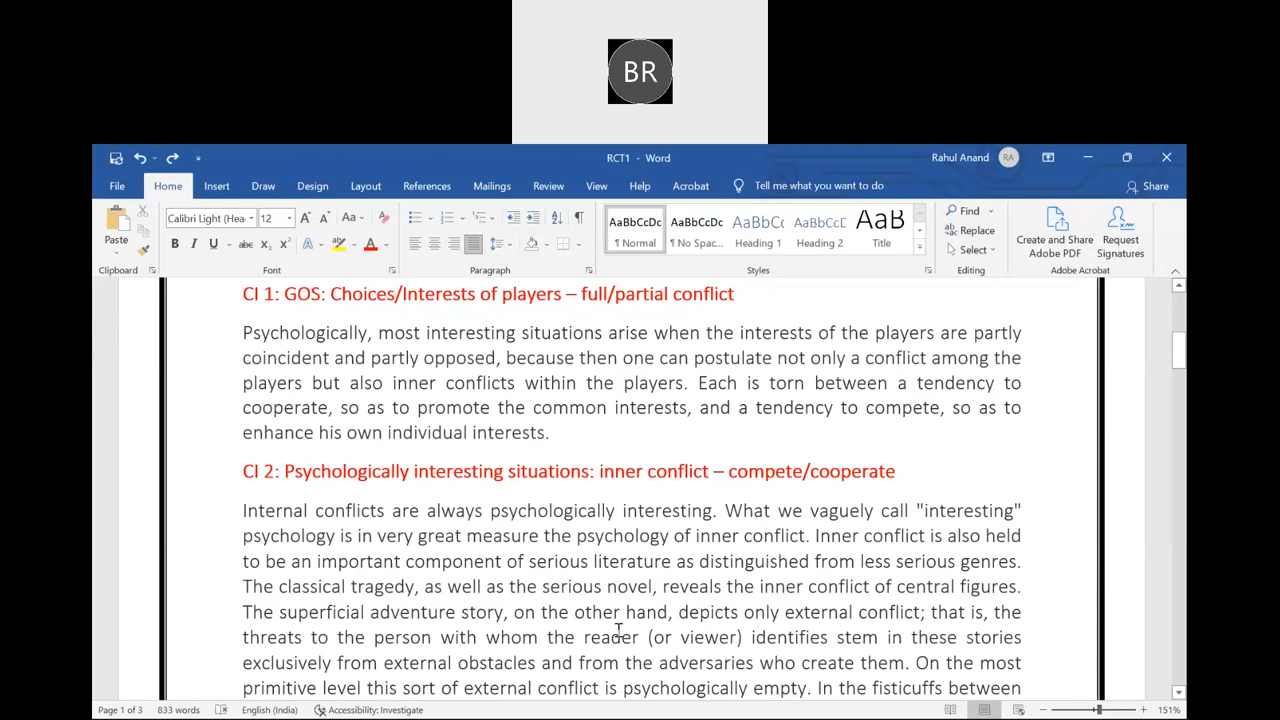 BR
RCT1 - Word
Rahul Anand
RA
File Home Insert Draw Design Layout References Mailings Review View Help Acrobat Tell me what you want to do Share
Paste
Calibri Light (Hea 12
Aa
B I U abc x₂ x² A A
AaBbCcDc AaBbCcDc AaBbCc AaBbCcD AaB
¶ Normal ¶ No Spac... Heading 1 Heading 2 Title
Find
Replace
Select
Create and Share Adobe PDF
Request Signatures
Clipboard Font Paragraph Styles Editing Adobe Acrobat
CI 1: GOS: Choices/Interests of players – full/partial conflict
Psychologically, most interesting situations arise when the interests of the players are partly
coincident and partly opposed, because then one can postulate not only a conflict among the
players but also inner conflicts within the players. Each is torn between a tendency to
cooperate, so as to promote the common interests, and a tendency to compete, so as to
enhance his own individual interests.
CI 2: Psychologically interesting situations: inner conflict – compete/cooperate
Internal conflicts are always psychologically interesting. What we vaguely call "interesting"
psychology is in very great measure the psychology of inner conflict. Inner conflict is also held
to be an important component of serious literature as distinguished from less serious genres.
The classical tragedy, as well as the serious novel, reveals the inner conflict of central figures.
The superficial adventure story, on the other hand, depicts only external conflict; that is, the
threats to the person with whom the reader (or viewer) identifies stem in these stories
exclusively from external obstacles and from the adversaries who create them. On the most
primitive level this sort of external conflict is psychologically empty. In the fisticuffs between
Page 1 of 3 833 words English (India) Accessibility: Investigate 151%